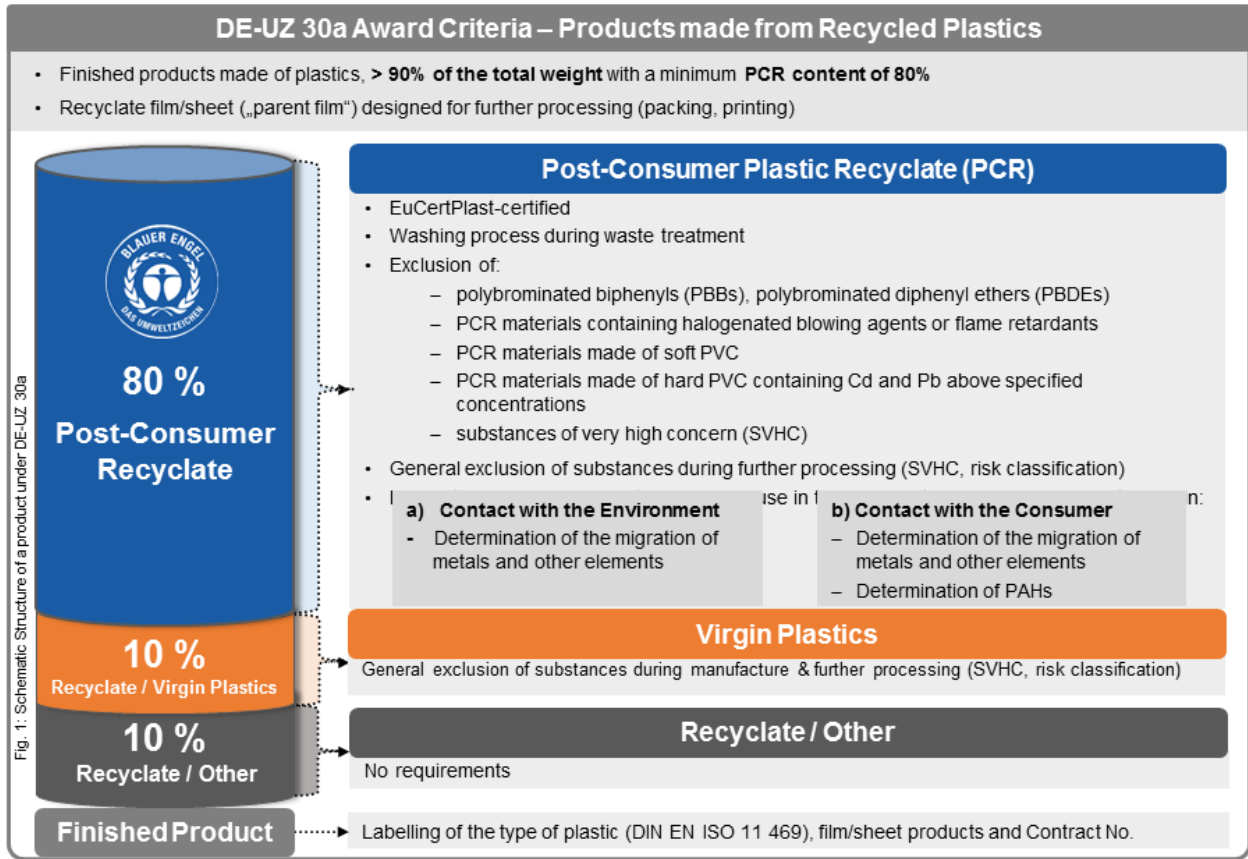 DE-UZ 30a Award Criteria – Products made from Recycled Plastics
• Finished products made of plastics, > 90% of the total weight with a minimum PCR content of 80%
• Recyclate film/sheet („parent film“) designed for further processing (packing, printing)
Fig. 1: Schematic Structure of a product under DE-UZ 30a
BLAUER ENGEL
DAS UMWELTZEICHEN
80 %
Post-Consumer
Recyclate
10 %
Recyclate / Virgin Plastics
10 %
Recyclate / Other
Finished Product
Post-Consumer Plastic Recyclate (PCR)
• EuCertPlast-certified
• Washing process during waste treatment
• Exclusion of:
– polybrominated biphenyls (PBBs), polybrominated diphenyl ethers (PBDEs)
– PCR materials containing halogenated blowing agents or flame retardants
– PCR materials made of soft PVC
– PCR materials made of hard PVC containing Cd and Pb above specified
concentrations
– substances of very high concern (SVHC)
• General exclusion of substances during further processing (SVHC, risk classification)
• use in
a) Contact with the Environment
- Determination of the migration of
metals and other elements
b) Contact with the Consumer
– Determination of the migration of
metals and other elements
– Determination of PAHs
Virgin Plastics
General exclusion of substances during manufacture & further processing (SVHC, risk classification)
Recyclate / Other
No requirements
Labelling of the type of plastic (DIN EN ISO 11 469), film/sheet products and Contract No.